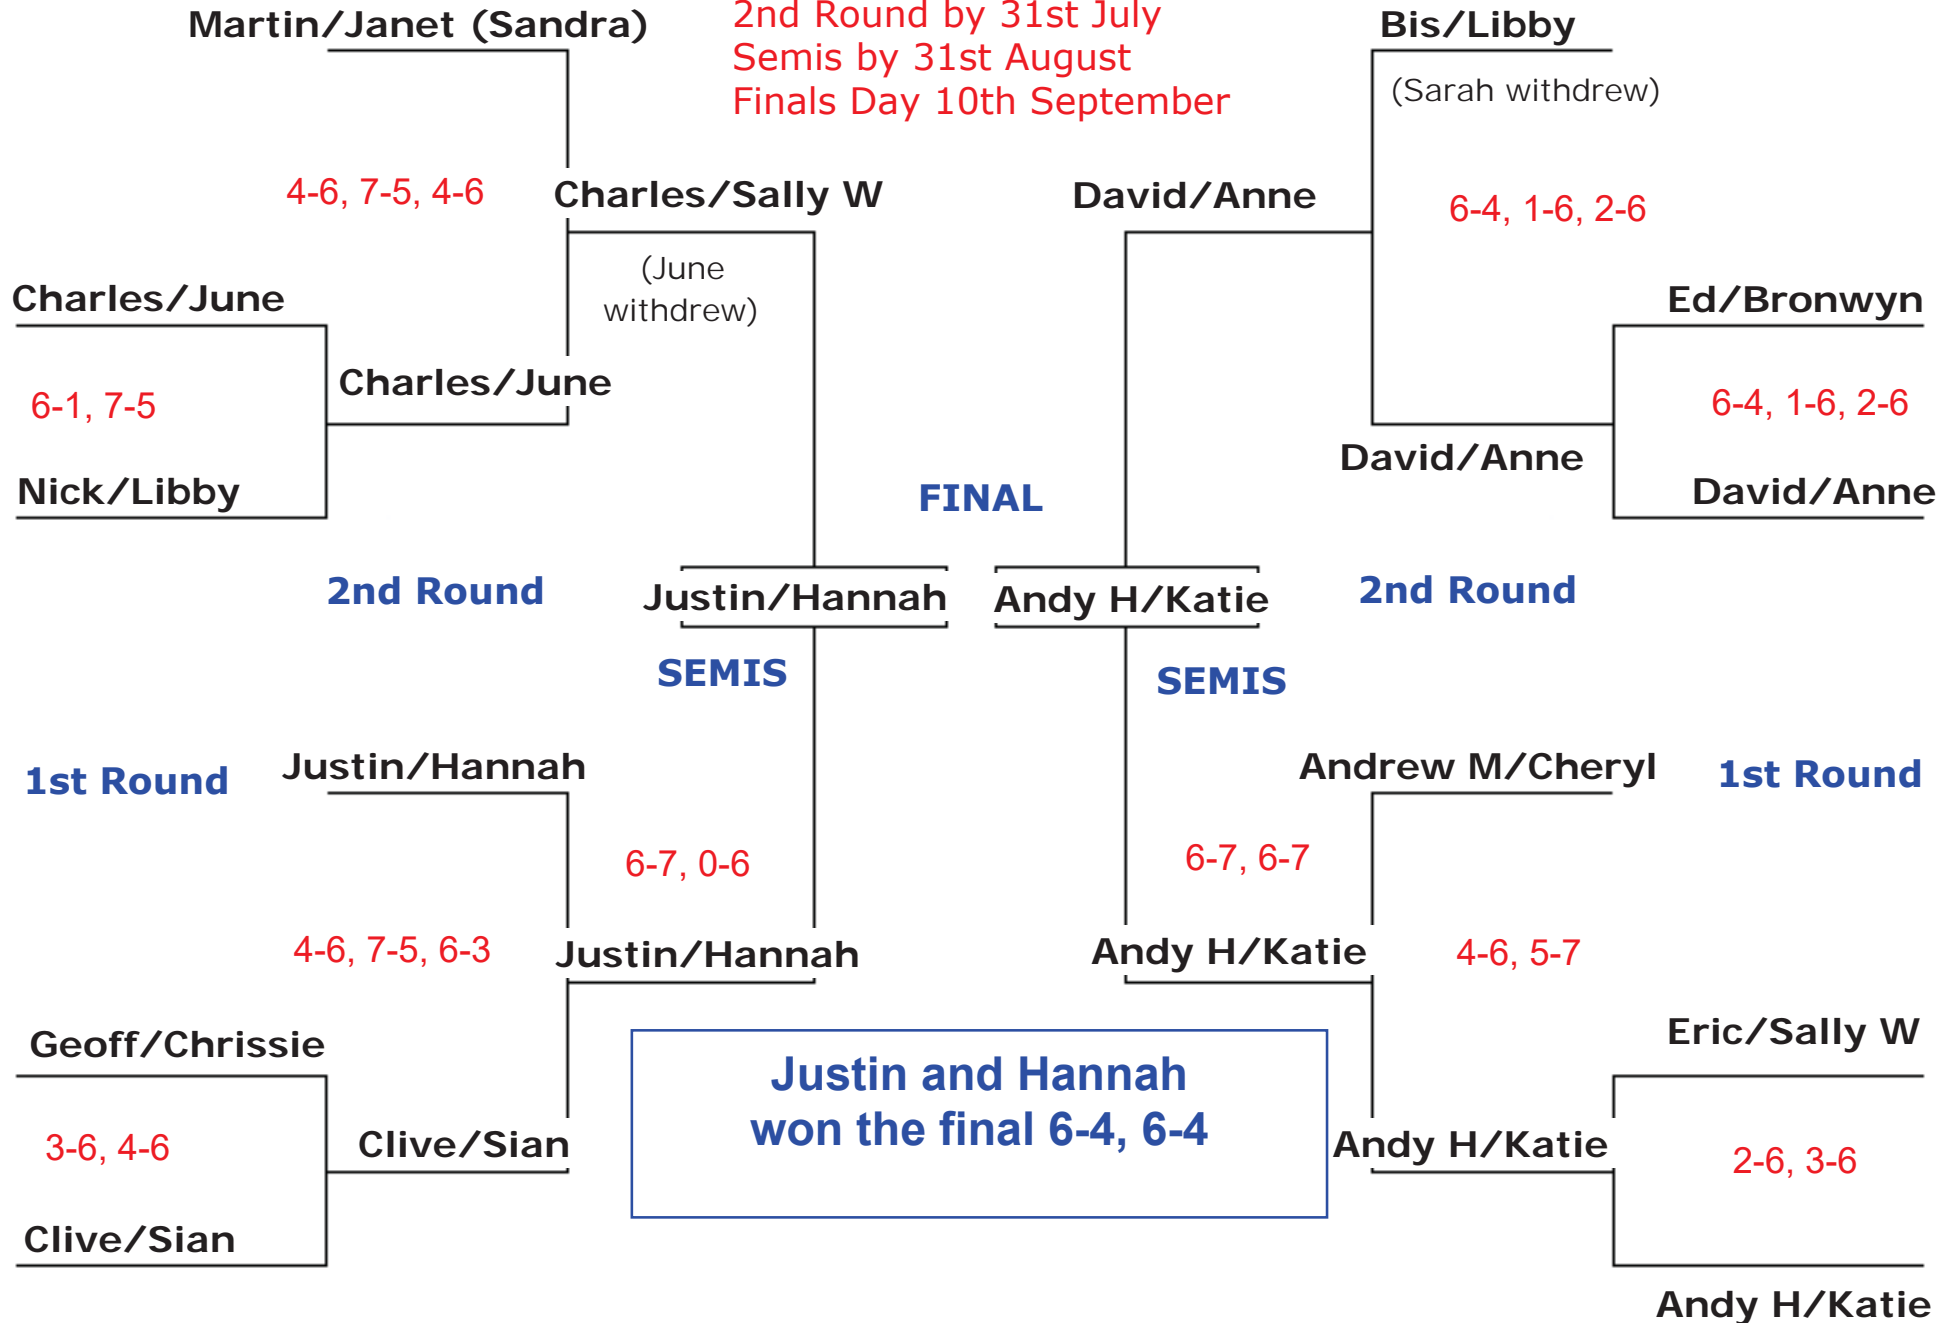 2nd Round by 31st July
Semis by 31st August
Finals Day 10th September
Martin/Janet (Sandra)
4-6, 7-5, 4-6
Charles/Sally W
(June
withdrew)
Charles/June
Charles/June
6-1, 7-5
Nick/Libby
2nd Round
Justin/Hannah
SEMIS
1st Round
Justin/Hannah
6-7, 0-6
4-6, 7-5, 6-3
Justin/Hannah
Geoff/Chrissie
3-6, 4-6
Clive/Sian
Clive/Sian
FINAL
Bis/Libby
(Sarah withdrew)
David/Anne
6-4, 1-6, 2-6
Ed/Bronwyn
6-4, 1-6, 2-6
David/Anne
David/Anne
Andy H/Katie
2nd Round
SEMIS
Andrew M/Cheryl
1st Round
6-7, 6-7
Andy H/Katie
4-6, 5-7
Eric/Sally W
Andy H/Katie
2-6, 3-6
Andy H/Katie
Justin and Hannah
won the final 6-4, 6-4